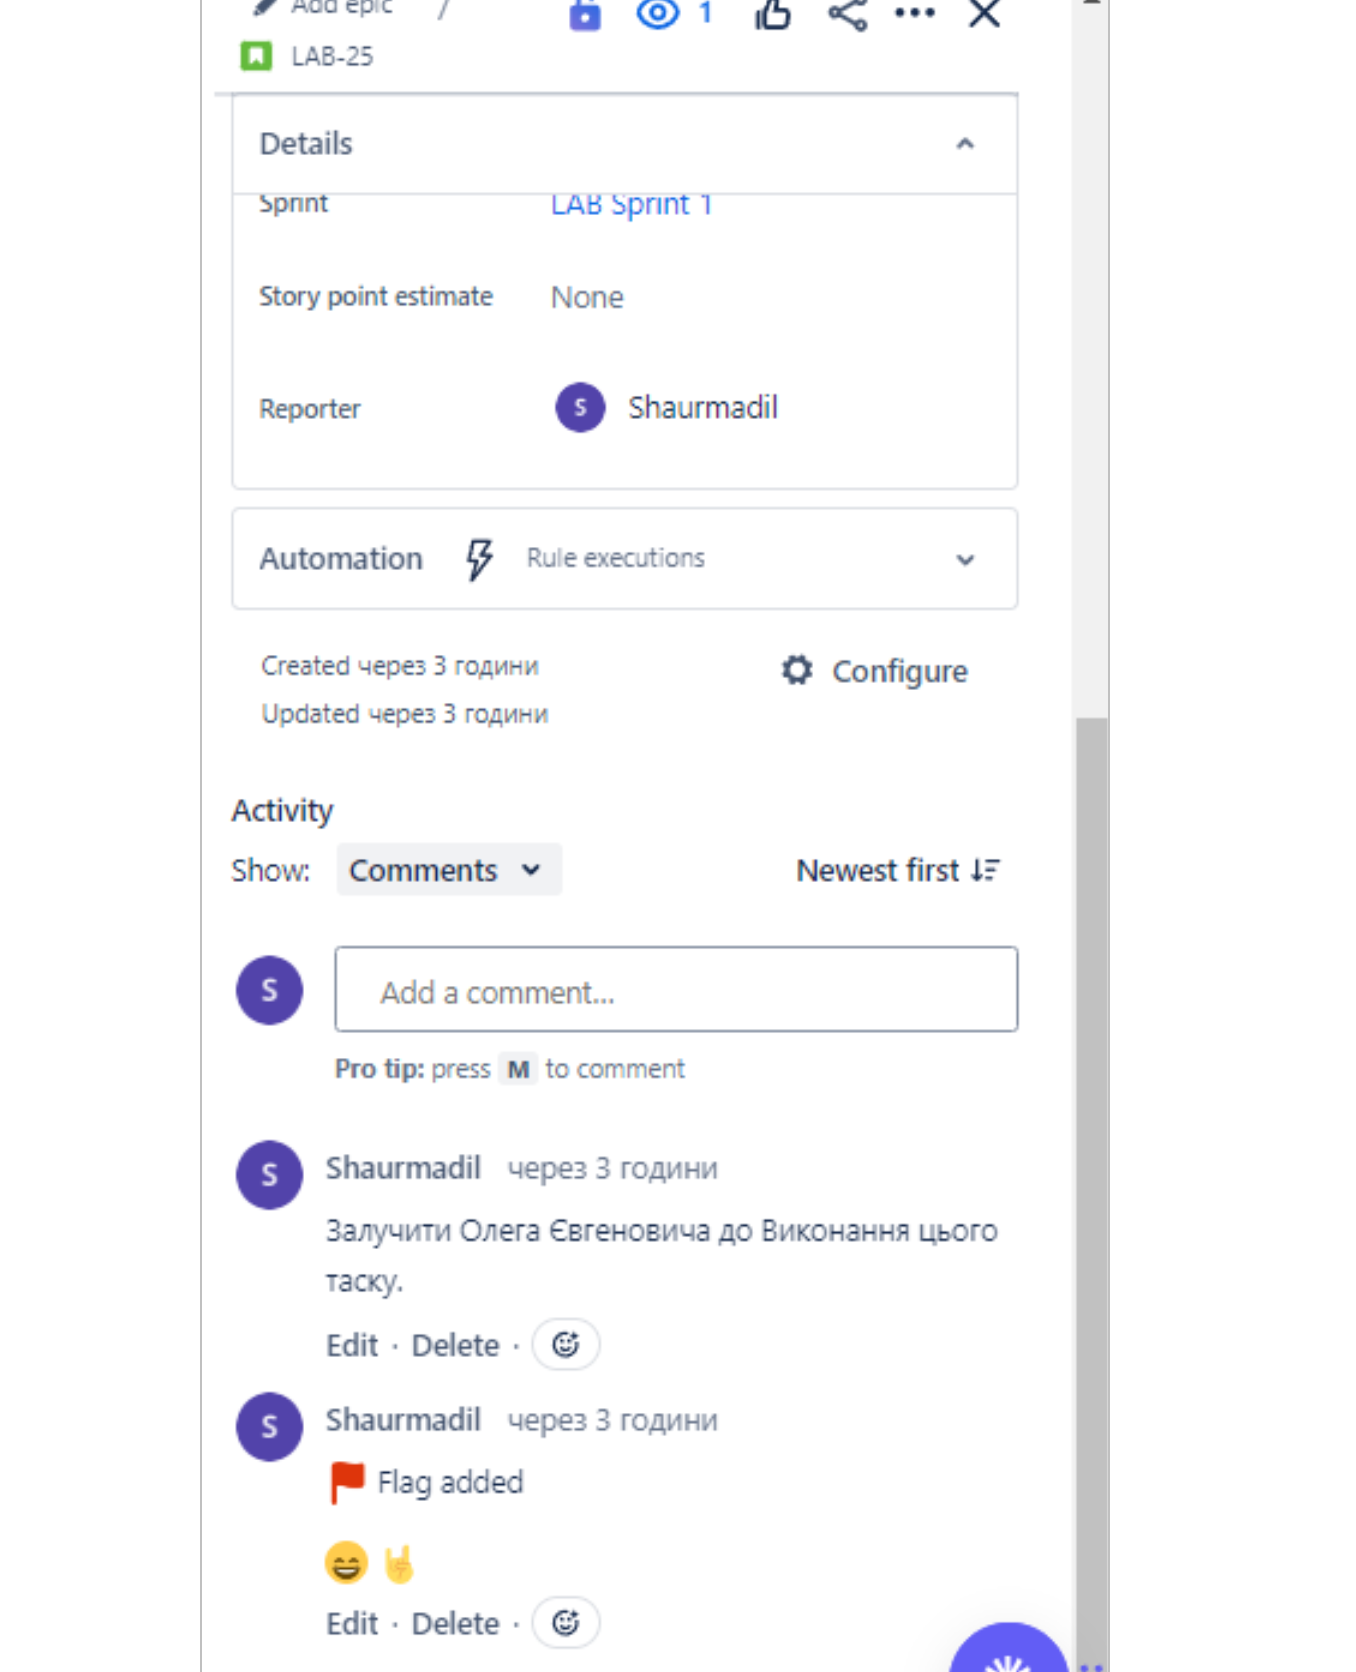 Add epic /
1
LAB-25
Details
Sprint LAB Sprint 1
Story point estimate None
Reporter S Shaurmadil
Automation Rule executions
Created через 3 години Configure
Updated через 3 години
Activity
Show: Comments Newest first
S Add a comment...
Pro tip: press M to comment
S Shaurmadil через 3 години
Залучити Олега Євгеновича до Виконання цього
таску.
Edit · Delete ·
S Shaurmadil через 3 години
Flag added
Edit · Delete ·